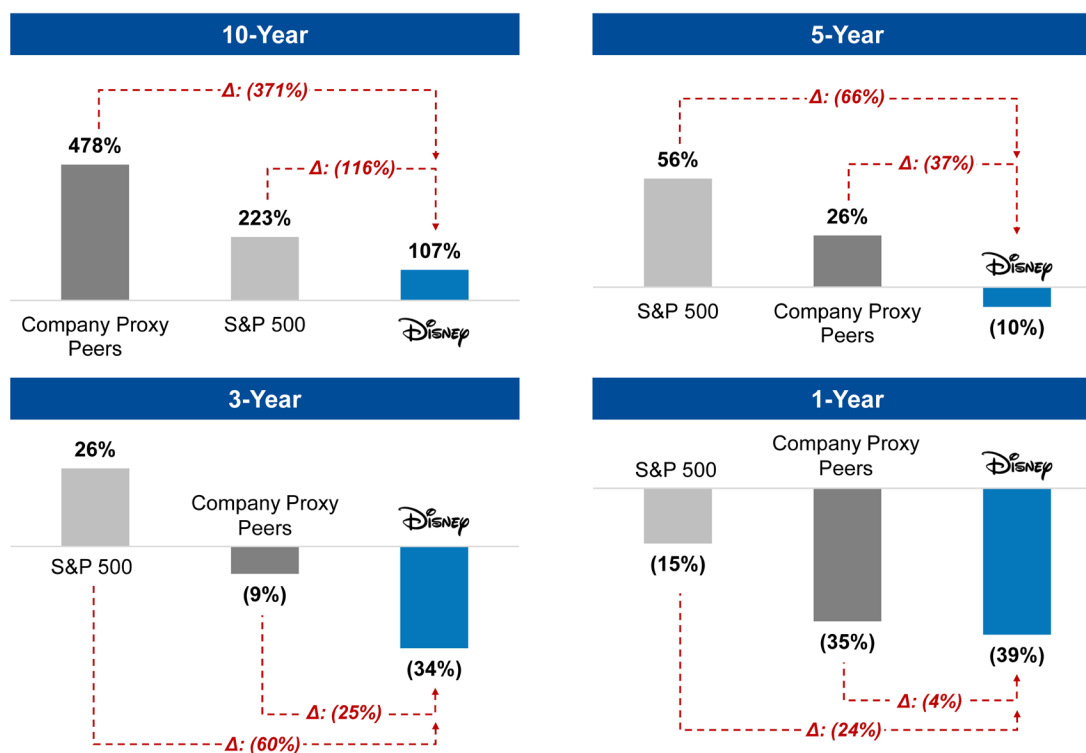 10-Year
Δ: (371%)
478%
Δ: (116%)
223%
107%
Company Proxy
Peers
S&P 500
Disney
5-Year
Δ: (66%)
56%
Δ: (37%)
26%
Disney
S&P 500
Company Proxy
Peers
(10%)
3-Year
26%
Company Proxy
Peers
Disney
S&P 500
(9%)
(34%)
Δ: (25%)
Δ: (60%)
1-Year
Company Proxy
Peers
S&P 500
Disney
(15%)
(35%)
(39%)
Δ: (4%)
Δ: (24%)